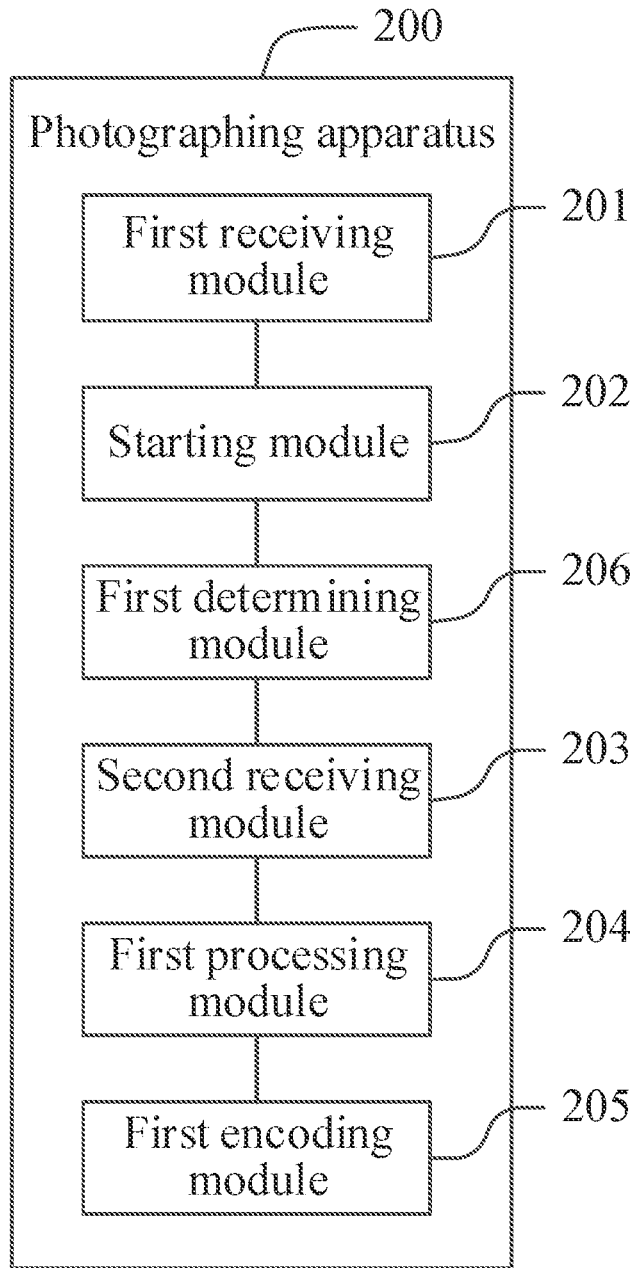 200
Photographing apparatus
First receiving
module
201
Starting module
202
First determining
module
206
Second receiving
module
203
First processing
module
204
First encoding
module
205